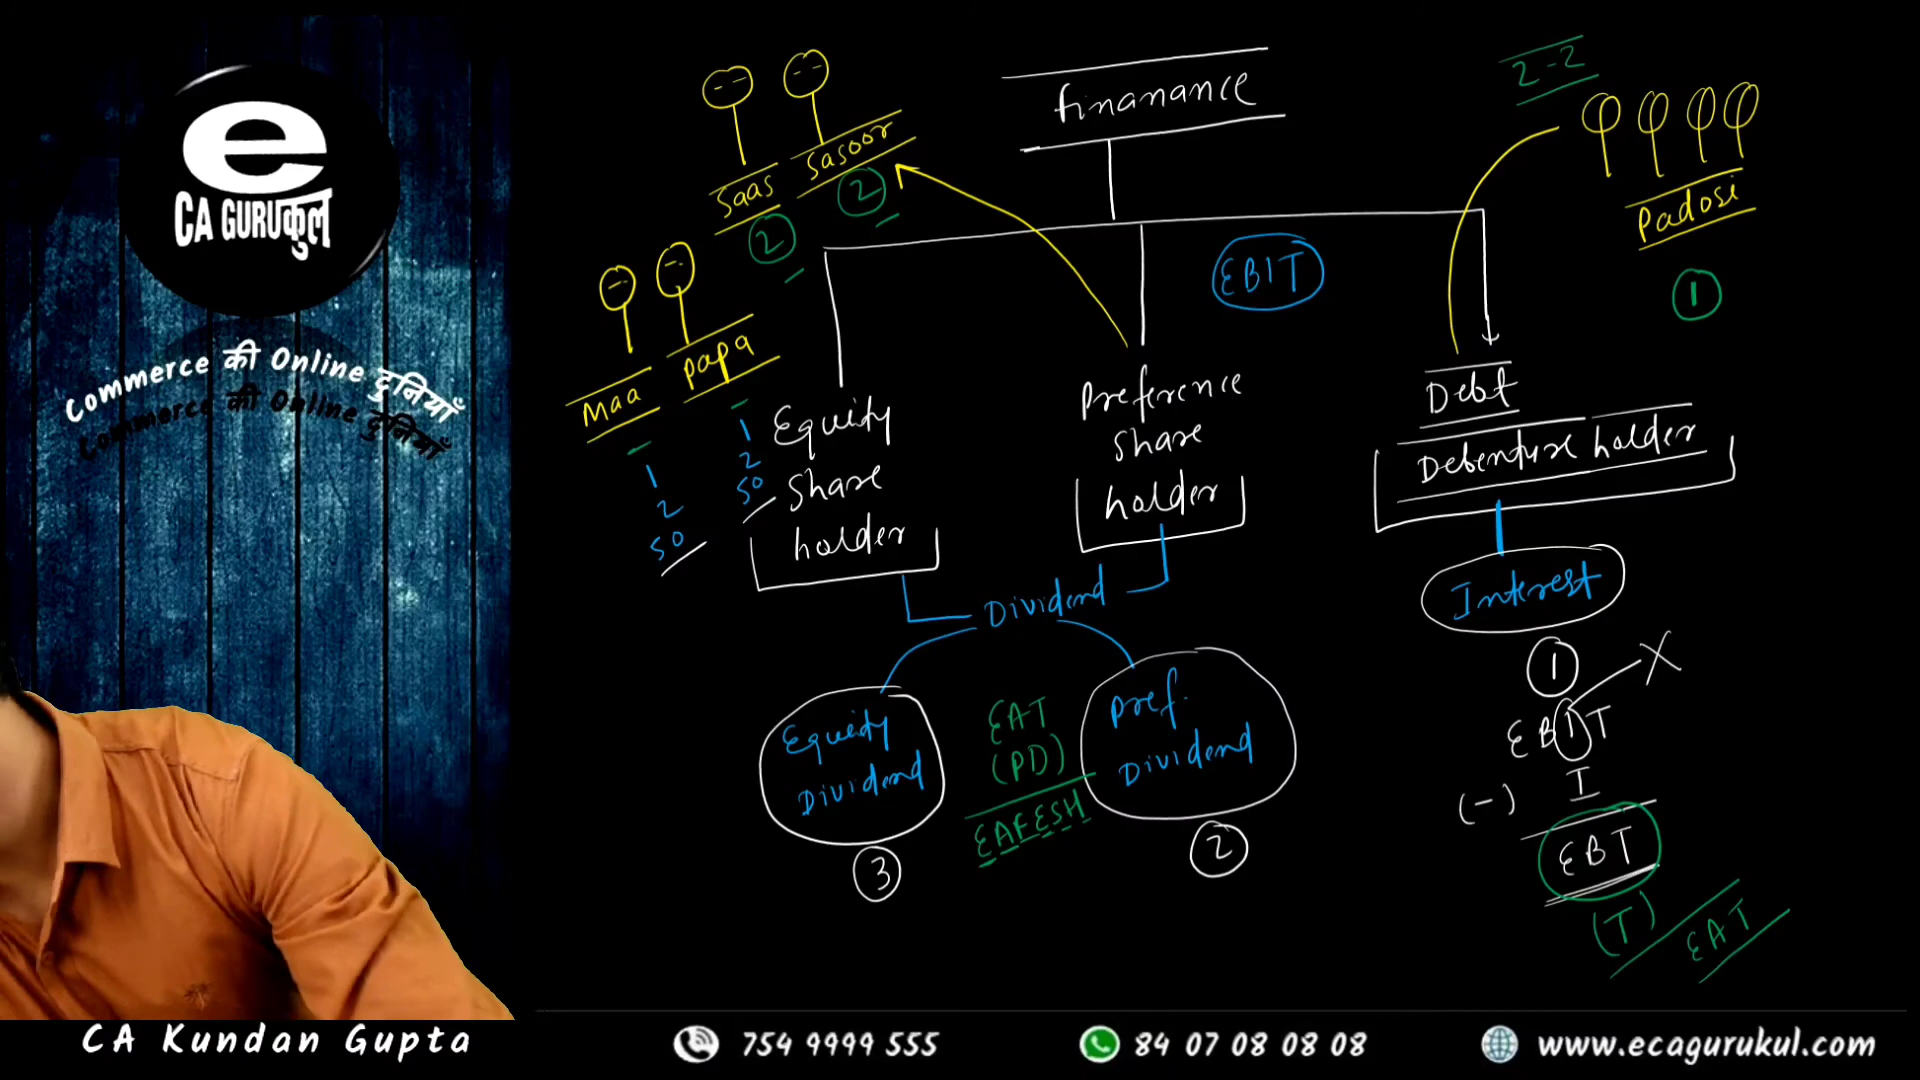 e
CA GURUकुल
Commerce की Online दुनियाँ
Commerce की Online दुनियाँ
finanance
2-2
Saas Sasoor
2 2
Padosi
1
Maa Papa
1 1
2 2
50 50
EBIT
Equity
Share
holder
Preference
Share
holder
Debt
Debenture holder
Dividend
Interest
1 X
Equity
Dividend
3
EAT
(PD)
EAFESH
Pref.
Dividend
2
EBIT
(-) I
EBT
(T)
EAT
CA Kundan Gupta
754 9999 555
84 07 08 08 08
www.ecagurukul.com